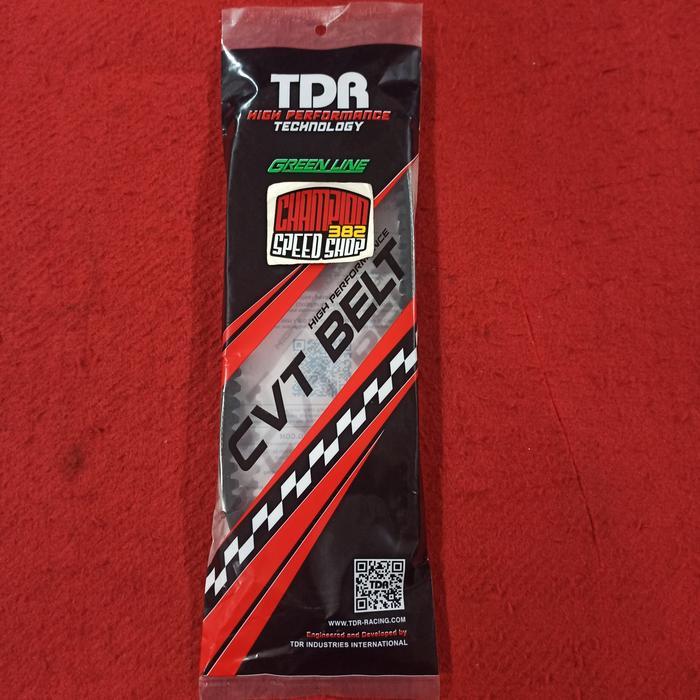 TDR
HIGH PERFORMANCE
TECHNOLOGY
GREEN LINE
CHAMPION
382
SPEED SHOP
HIGH PERFORMANCE
CVT BELT
TDR
WWW.TDR-RACING.COM
Engineered and Developed by
TDR INDUSTRIES INTERNATIONAL